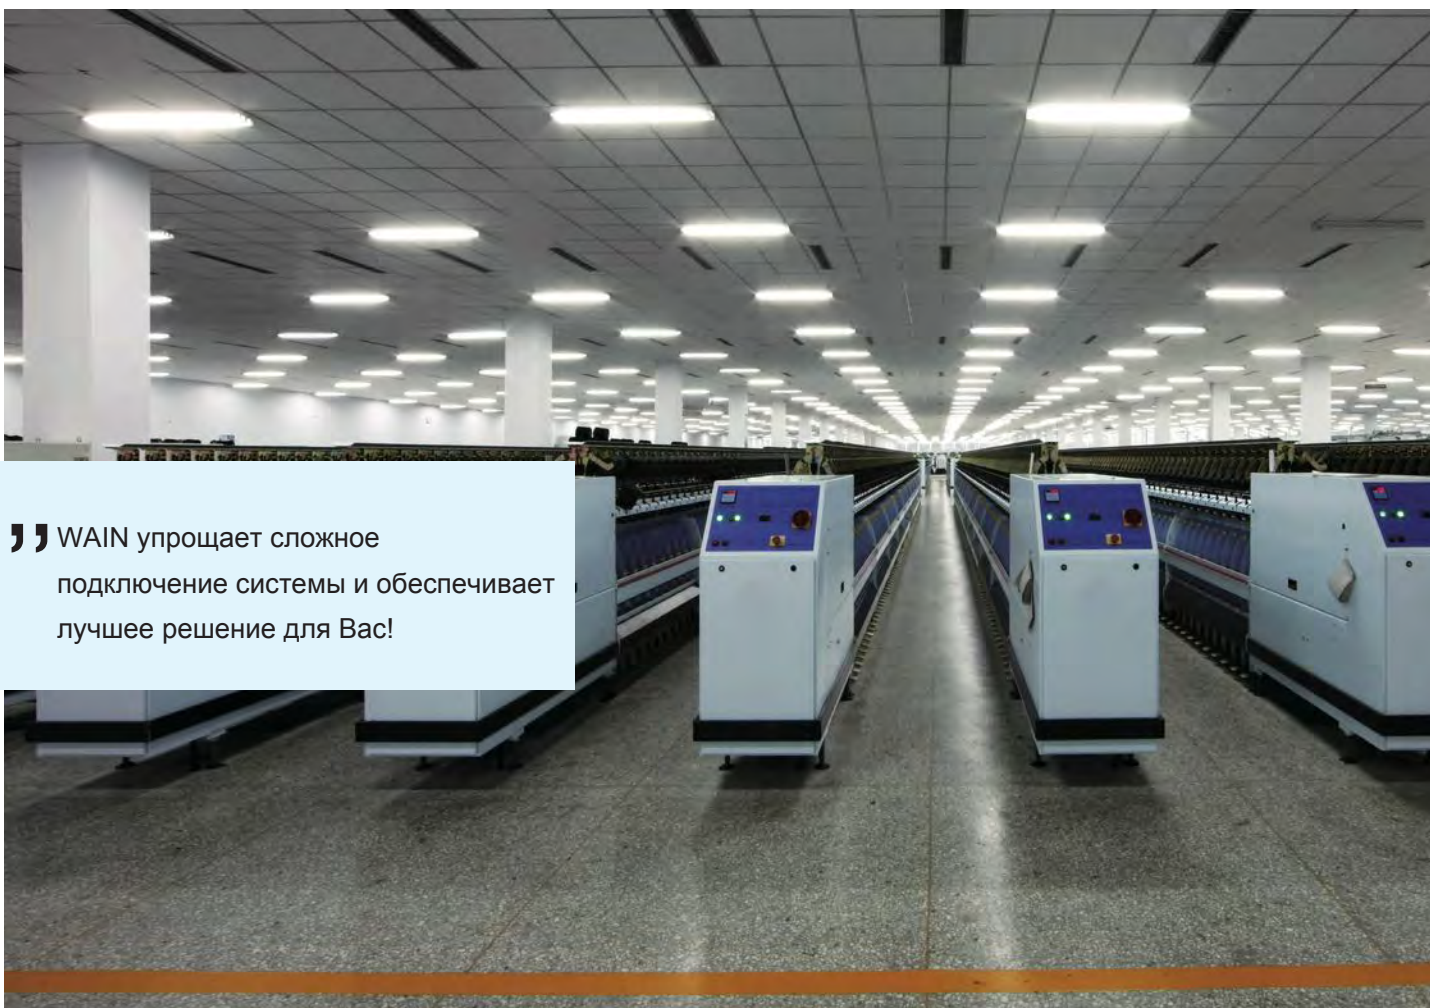 ” WAIN упрощает сложное
подключение системы и обеспечивает
лучшее решение для Вас!